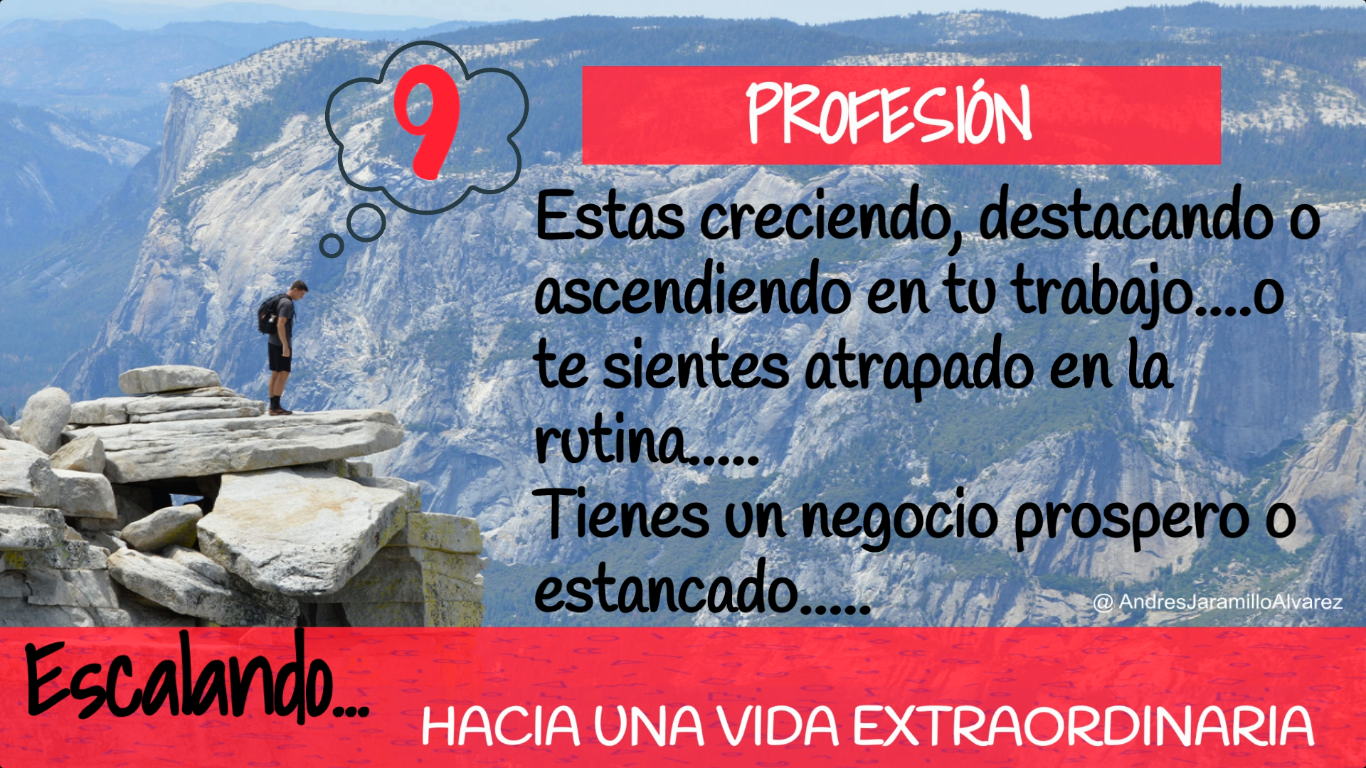 9
PROFESIÓN
Estas creciendo, destacando o
ascendiendo en tu trabajo....o
te sientes atrapado en la
rutina.....
Tienes un negocio prospero o
estancado.....
@ AndresJaramilloAlvarez
Escalando...
HACIA UNA VIDA EXTRAORDINARIA